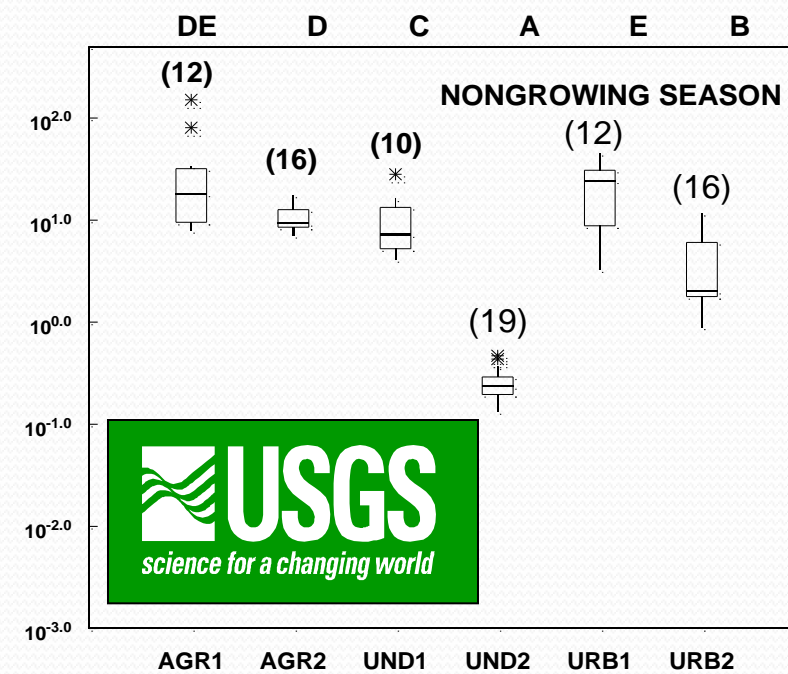 DE D C A E B
(12)
NONGROWING SEASON
10^2.0
(12)
(10)
(16)
(16)
10^1.0
10^0.0
(19)
10^-1.0
USGS
science for a changing world
10^-2.0
10^-3.0
AGR1 AGR2 UND1 UND2 URB1 URB2